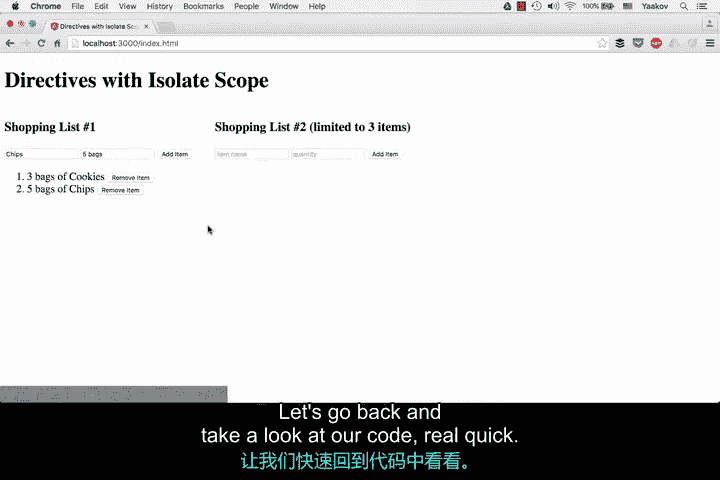 Chrome File Edit View History Bookmarks People Window Help 100% Yaakov
Directives with Isolate Scope
localhost:3000/index.html
Directives with Isolate Scope
Shopping List #1
Shopping List #2 (limited to 3 items)
Chips 5 bags Add Item
item name quantity Add Item
1. 3 bags of Cookies Remove Item
2. 5 bags of Chips Remove Item
Let's go back and
take a look at our code, real quick.
让我们快速回到代码中看看。